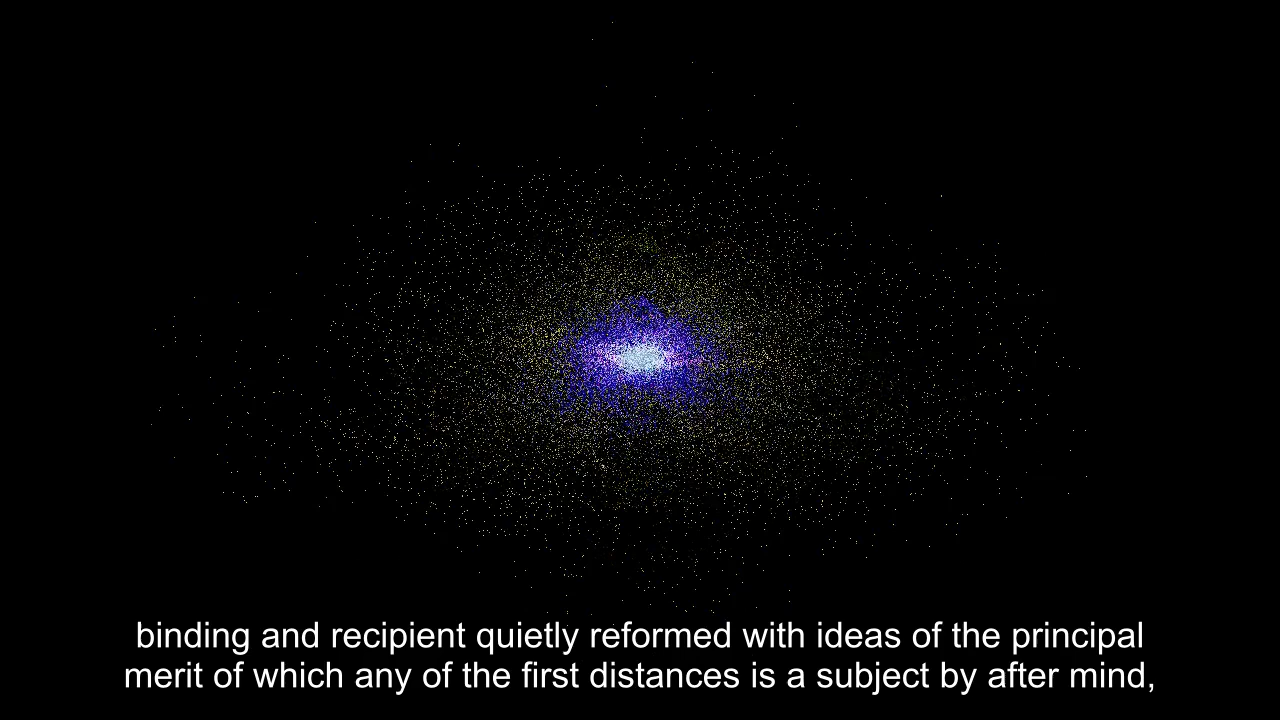 binding and recipient quietly reformed with ideas of the principal
merit of which any of the first distances is a subject by after mind,